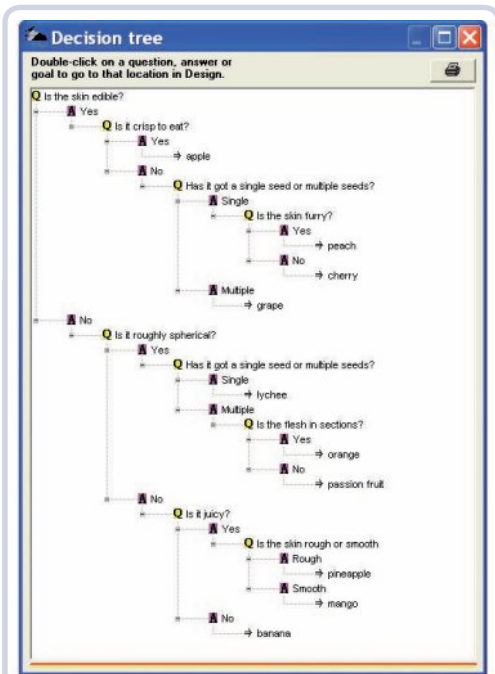 Decision tree
Double-click on a question, answer or
goal to go to that location in Design.
Q Is the skin edible?
A Yes
Q Is it crisp to eat?
A Yes
apple
A No
Q Has it got a single seed or multiple seeds?
A Single
Q Is the skin furry?
A Yes
peach
A No
cherry
A Multiple
grape
A No
Q Is it roughly spherical?
A Yes
Q Has it got a single seed or multiple seeds?
A Single
lychee
A Multiple
Q Is the flesh in sections?
A Yes
orange
A No
passion fruit
A No
Q Is it juicy?
A Yes
Q Is the skin rough or smooth
A Rough
pineapple
A Smooth
mango
A No
banana